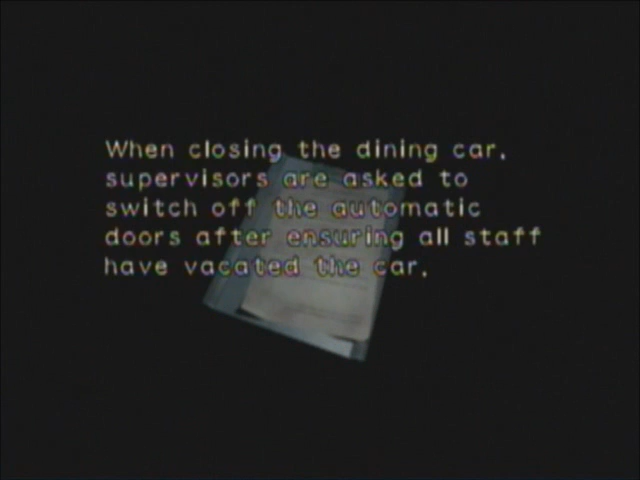 When closing the dining car,
supervisors are asked to
switch off the automatic
doors after ensuring all staff
have vacated the car.